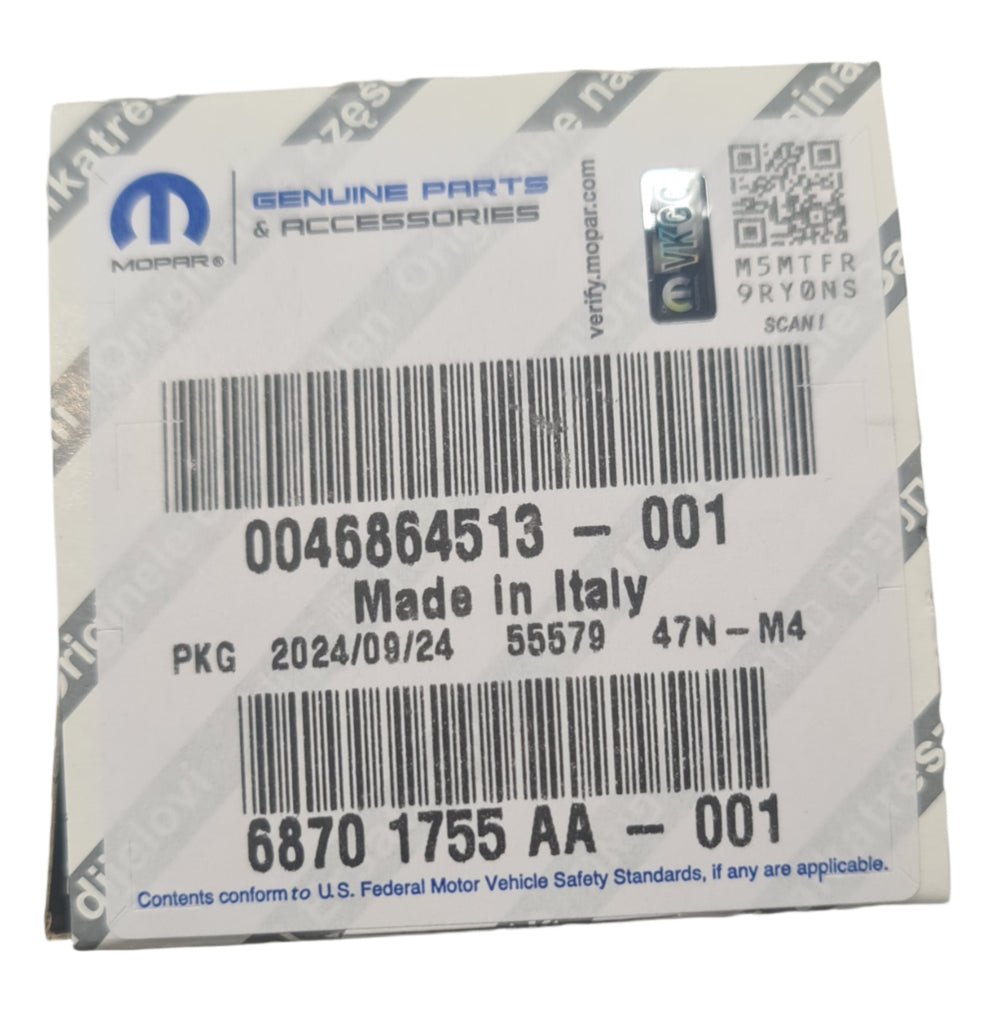 MOPAR®
GENUINE PARTS
& ACCESSORIES
verify.mopar.com
VKGC
M5MTFR
9RY0NS
SCAN!
0046864513 - 001
Made in Italy
PKG 2024/09/24 55579 47N-M4
6870 1755 AA - 001
Contents conform to U.S. Federal Motor Vehicle Safety Standards, if any are applicable.